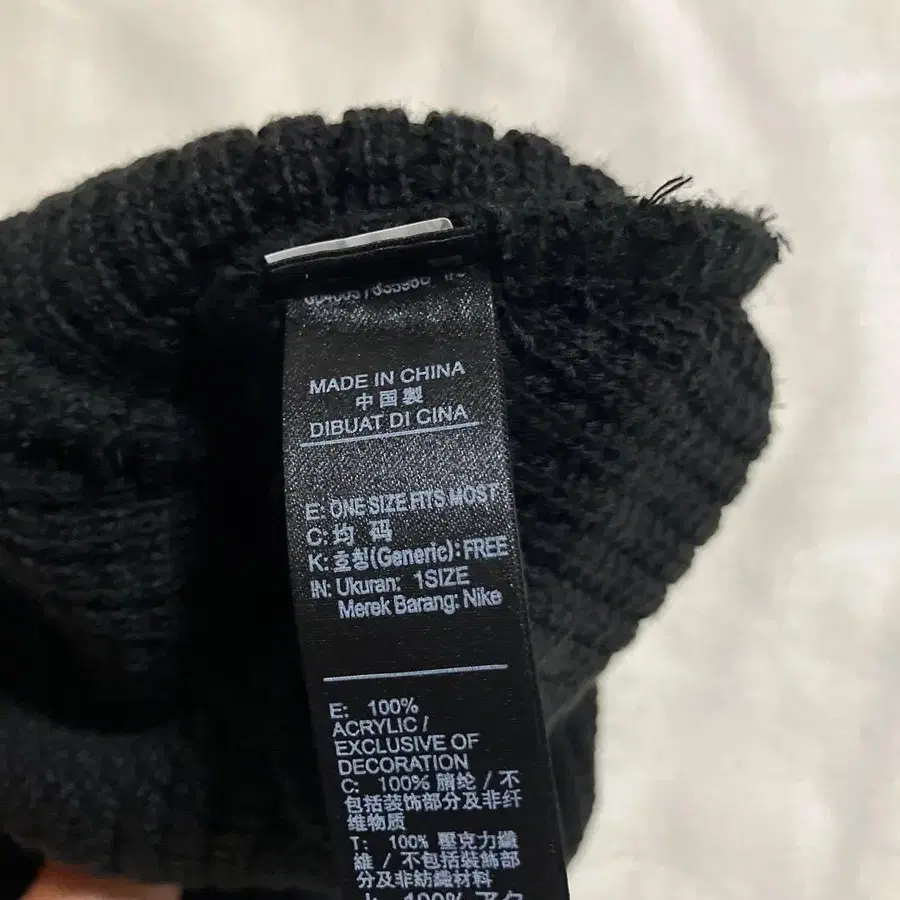 MADE IN CHINA
中国製
DIBUAT DI CINA
E: ONE SIZE FITS MOST
C: 均 码
K: 호칭(Generic): FREE
IN: Ukuran: 1SIZE
Merek Barang: Nike
E: 100%
ACRYLIC /
EXCLUSIVE OF
DECORATION
C: 100% 腈纶 / 不
包括装饰部分及非纤
维物质
T: 100% 壓克力纖
維 / 不包括裝飾部
分及非紡織材料
100% アク